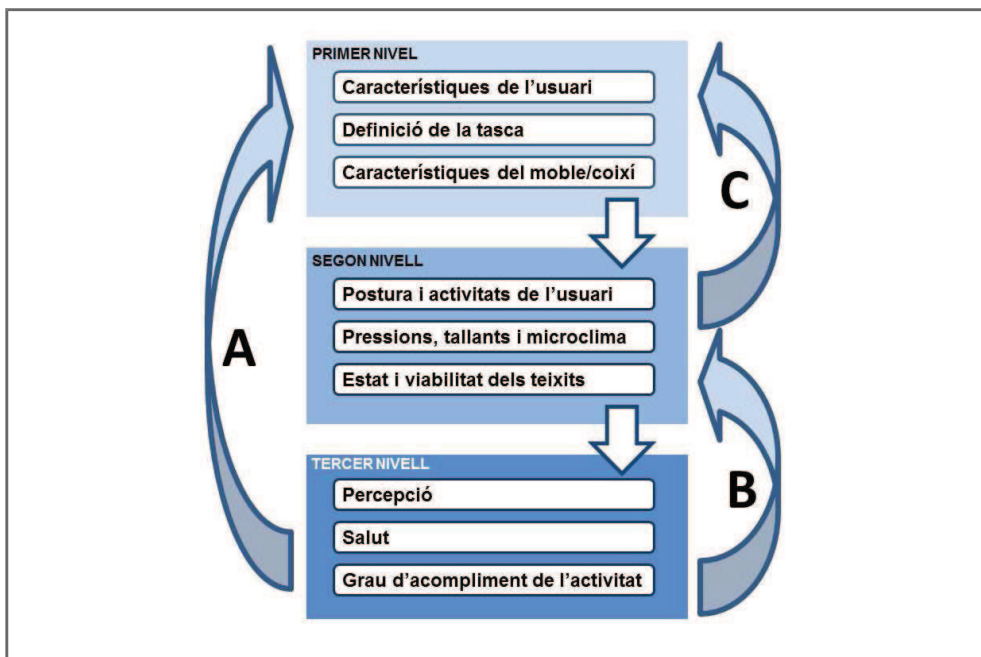 PRIMER NIVEL
Característiques de l'usuari
Definició de la tasca
Característiques del moble/coixí
SEGON NIVELL
Postura i activitats de l'usuari
Pressions, tallants i microclima
Estat i viabilitat dels teixits
TERCER NIVELL
Percepció
Salut
Grau d'acompliment de l'activitat
A
C
B